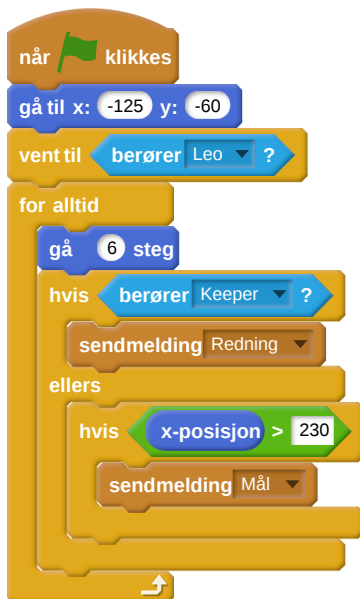 når klikkes
gå til x: -125 y: -60
vent til berører Leo ?
for alltid
gå 6 steg
hvis berører Keeper ?
sendmelding Redning
ellers
hvis x-posisjon > 230
sendmelding Mål